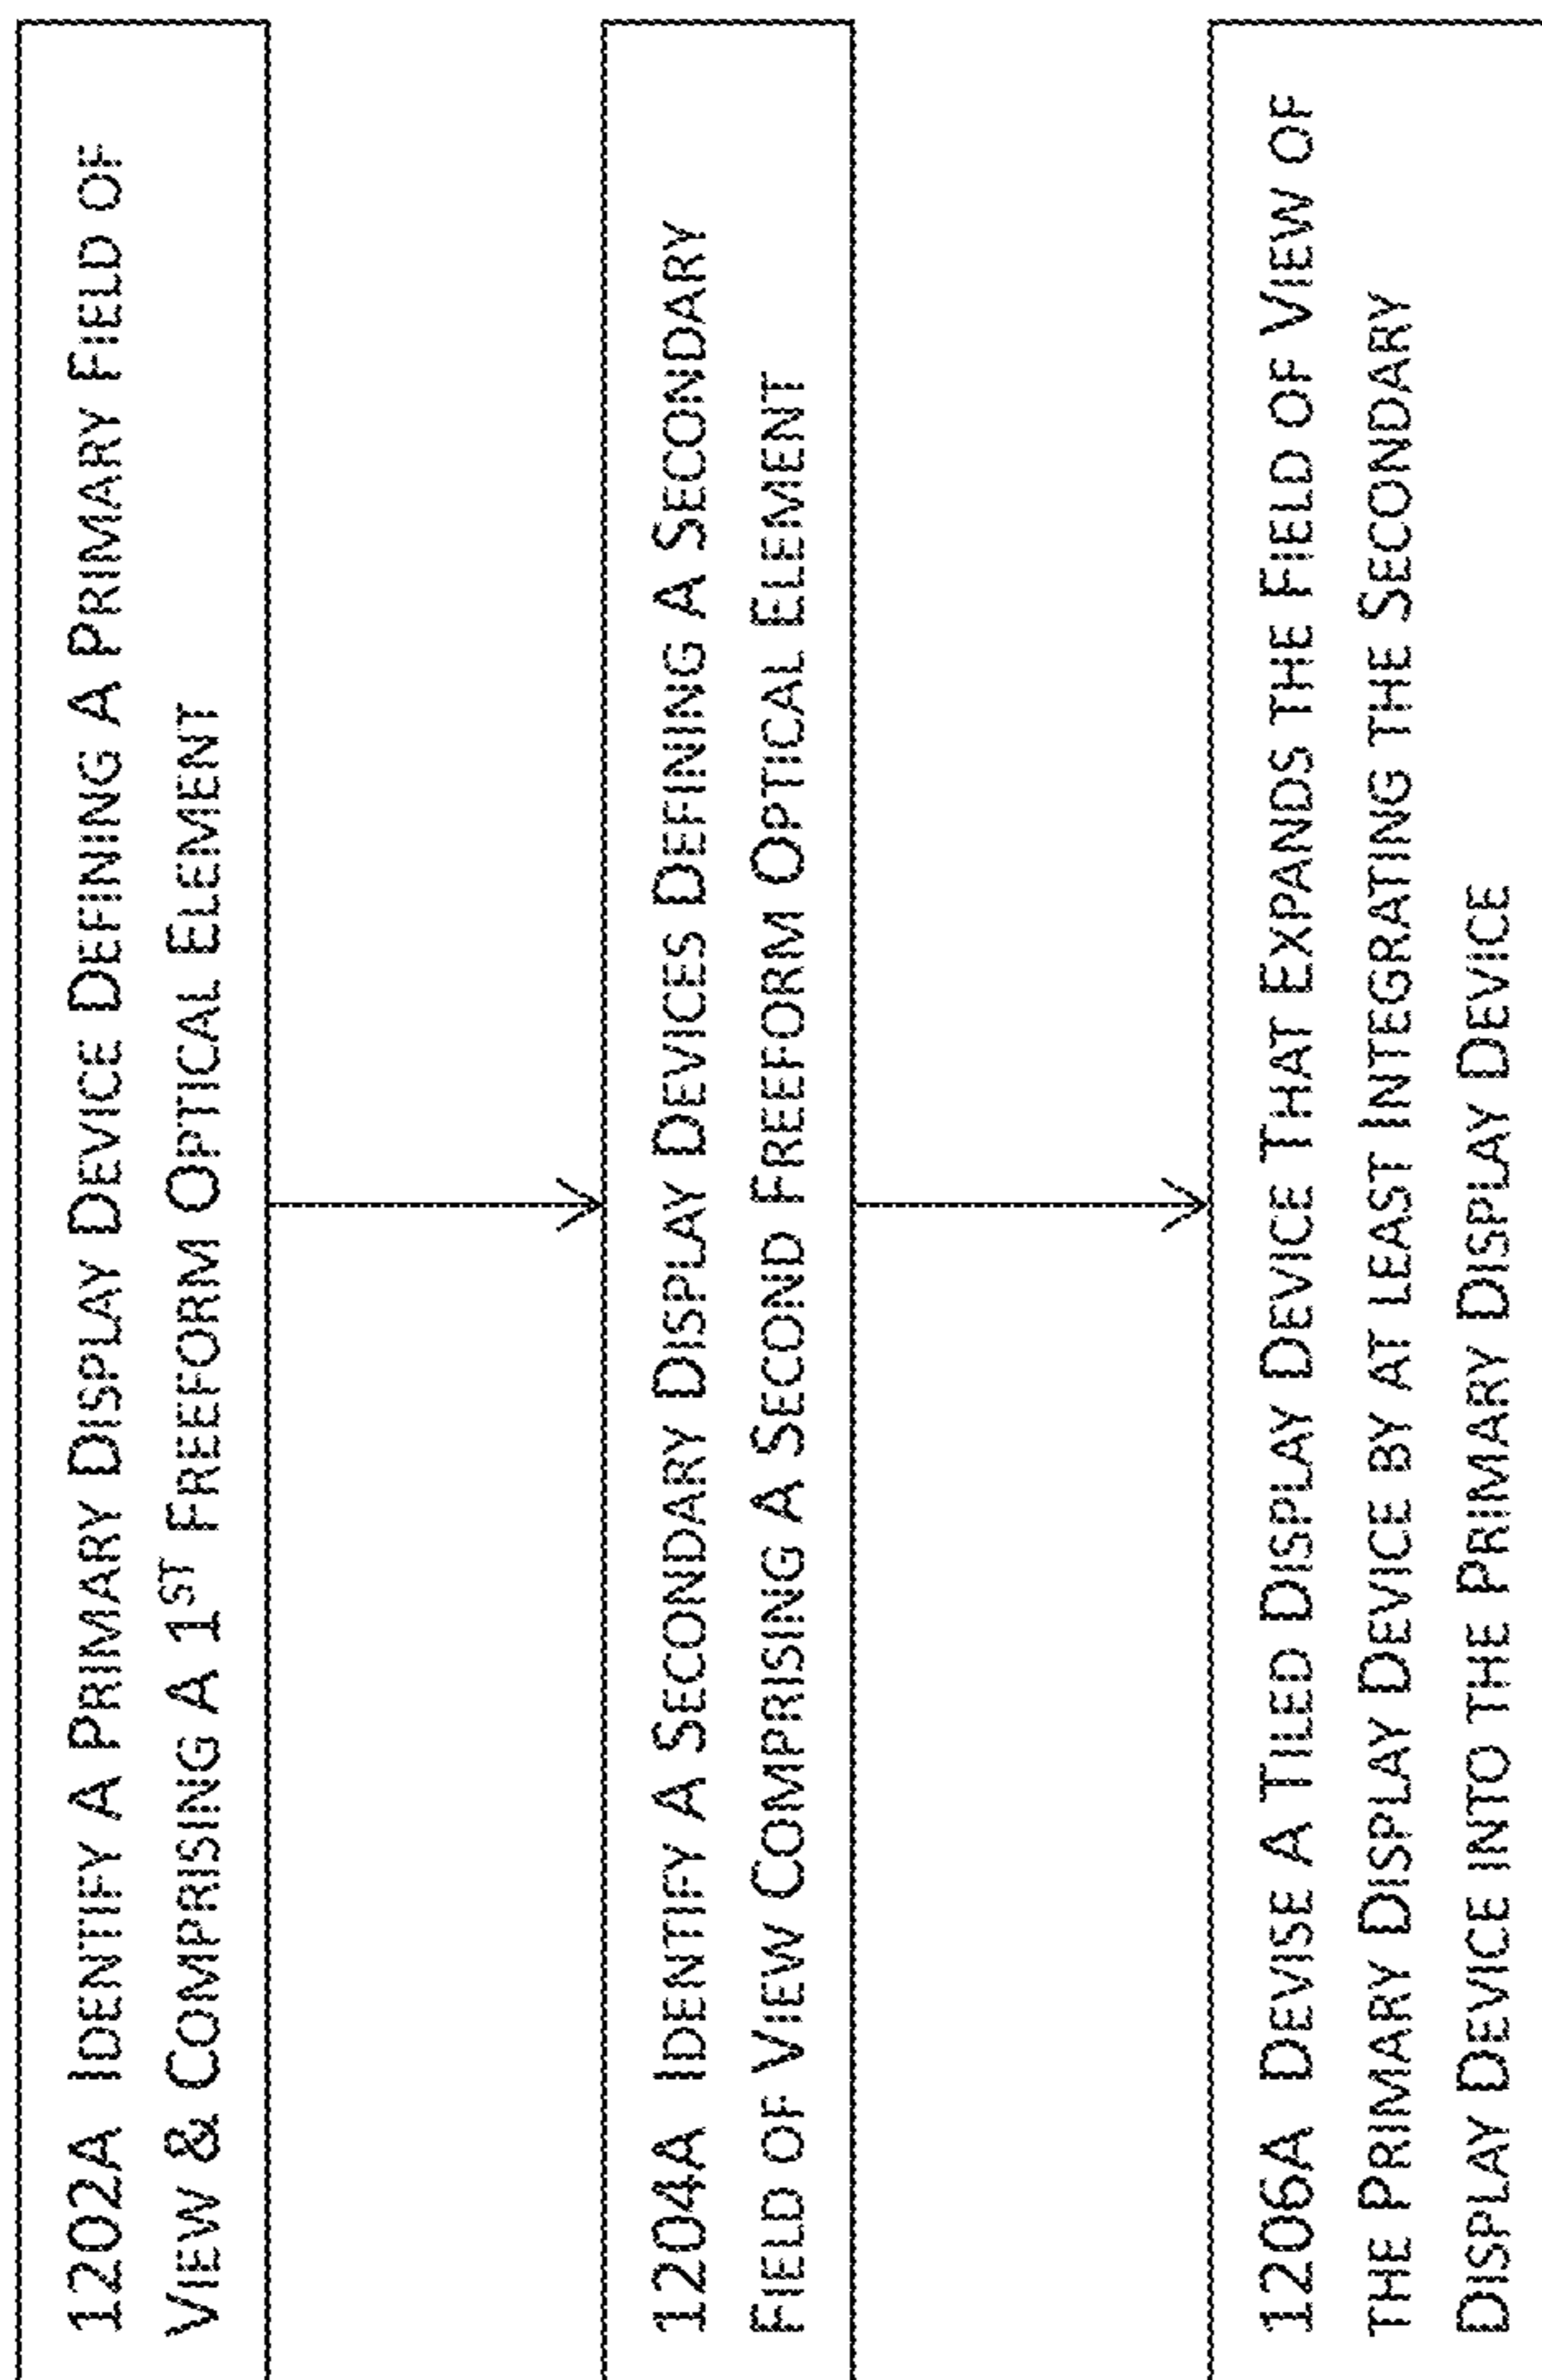 1202A IDENTIFY A PRIMARY DISPLAY DEVICE DEFINING A PRIMARY FIELD OF
VIEW & COMPRISING A 1ST FREEFORM OPTICAL ELEMENT
1204A IDENTIFY A SECONDARY DISPLAY DEVICES DEFINING A SECONDARY
FIELD OF VIEW COMPRISING A SECOND FREEFORM OPTICAL ELEMENT
1206A DEVISE A TILED DISPLAY DEVICE THAT EXPANDS THE FIELD OF VIEW OF
THE PRIMARY DISPLAY DEVICE BY AT LEAST INTEGRATING THE SECONDARY
DISPLAY DEVICE INTO THE PRIMARY DISPLAY DEVICE